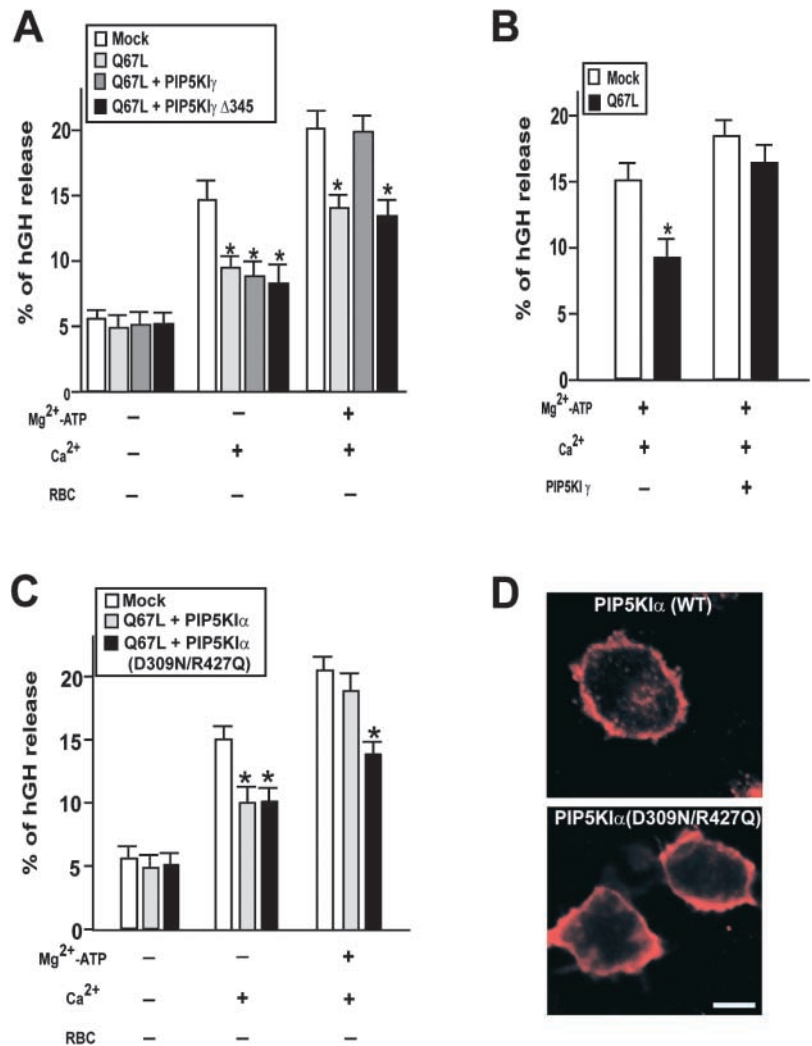 A
Mock
Q67L
Q67L + PIP5KIγ
Q67L + PIP5KIγ Δ345
% of hGH release
20
15
10
5
0
* * *
* *
Mg2+-ATP – – +
Ca2+ – + +
RBC – – –
B
Mock
Q67L
% of hGH release
20
15
10
5
0
*
Mg2+-ATP + +
Ca2+ + +
PIP5KI γ – +
C
Mock
Q67L + PIP5KIα
Q67L + PIP5KIα
(D309N/R427Q)
% of hGH release
20
15
10
5
0
* *
*
Mg2+-ATP – – +
Ca2+ – + +
RBC – – –
D
PIP5KIα (WT)
PIP5KIα(D309N/R427Q)